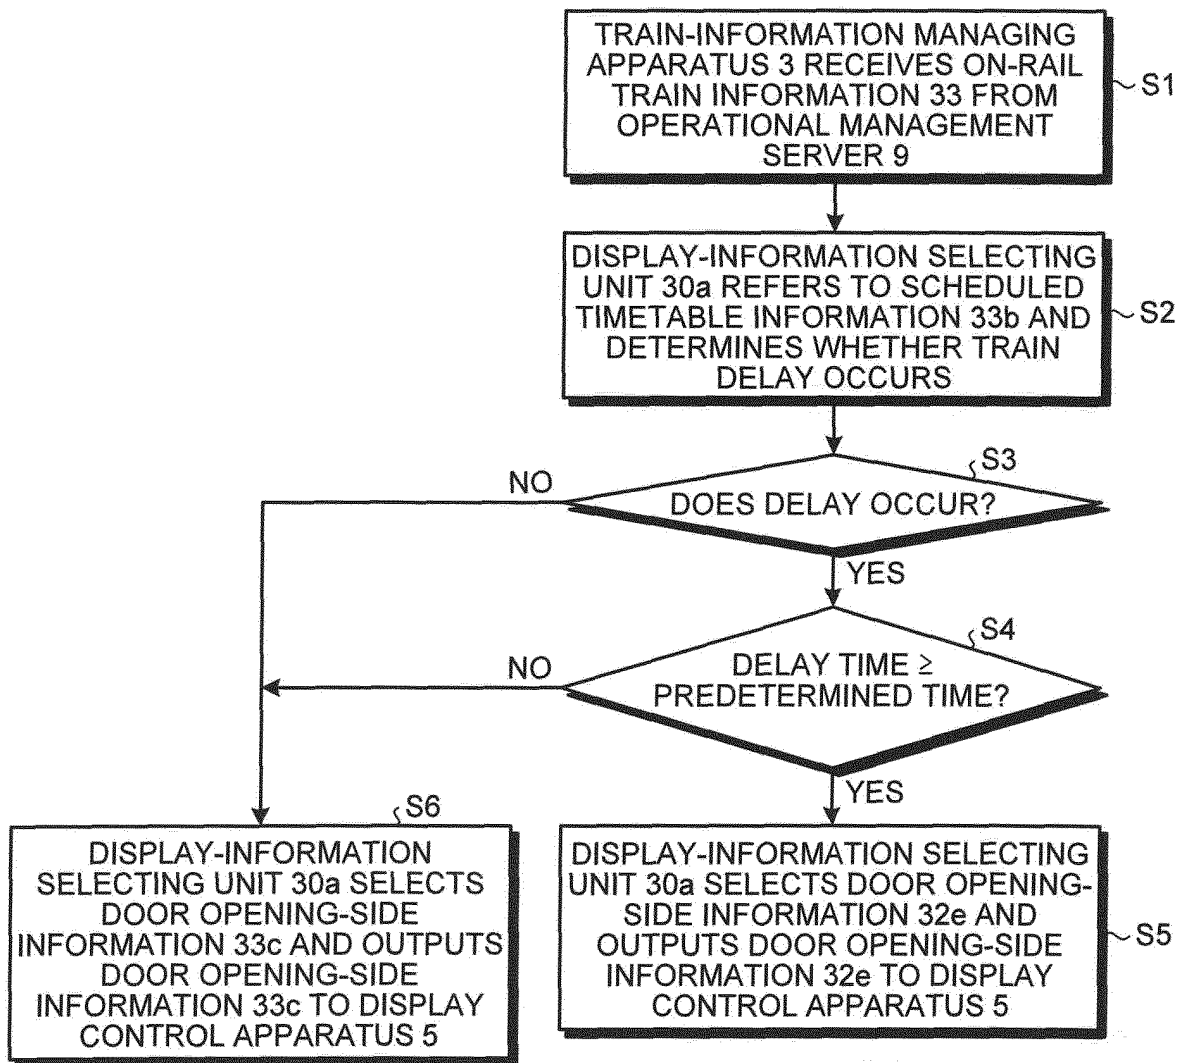 TRAIN-INFORMATION MANAGING
APPARATUS 3 RECEIVES ON-RAIL
TRAIN INFORMATION 33 FROM
OPERATIONAL MANAGEMENT
SERVER 9
S1
DISPLAY-INFORMATION SELECTING
UNIT 30a REFERS TO SCHEDULED
TIMETABLE INFORMATION 33b AND
DETERMINES WHETHER TRAIN
DELAY OCCURS
S2
S3
NO
DOES DELAY OCCUR?
YES
S4
NO
DELAY TIME ≥
PREDETERMINED TIME?
YES
S6
DISPLAY-INFORMATION
SELECTING UNIT 30a SELECTS
DOOR OPENING-SIDE
INFORMATION 33c AND OUTPUTS
DOOR OPENING-SIDE
INFORMATION 33c TO DISPLAY
CONTROL APPARATUS 5
DISPLAY-INFORMATION SELECTING
UNIT 30a SELECTS DOOR OPENING-
SIDE INFORMATION 32e AND
OUTPUTS DOOR OPENING-SIDE
INFORMATION 32e TO DISPLAY
CONTROL APPARATUS 5
S5